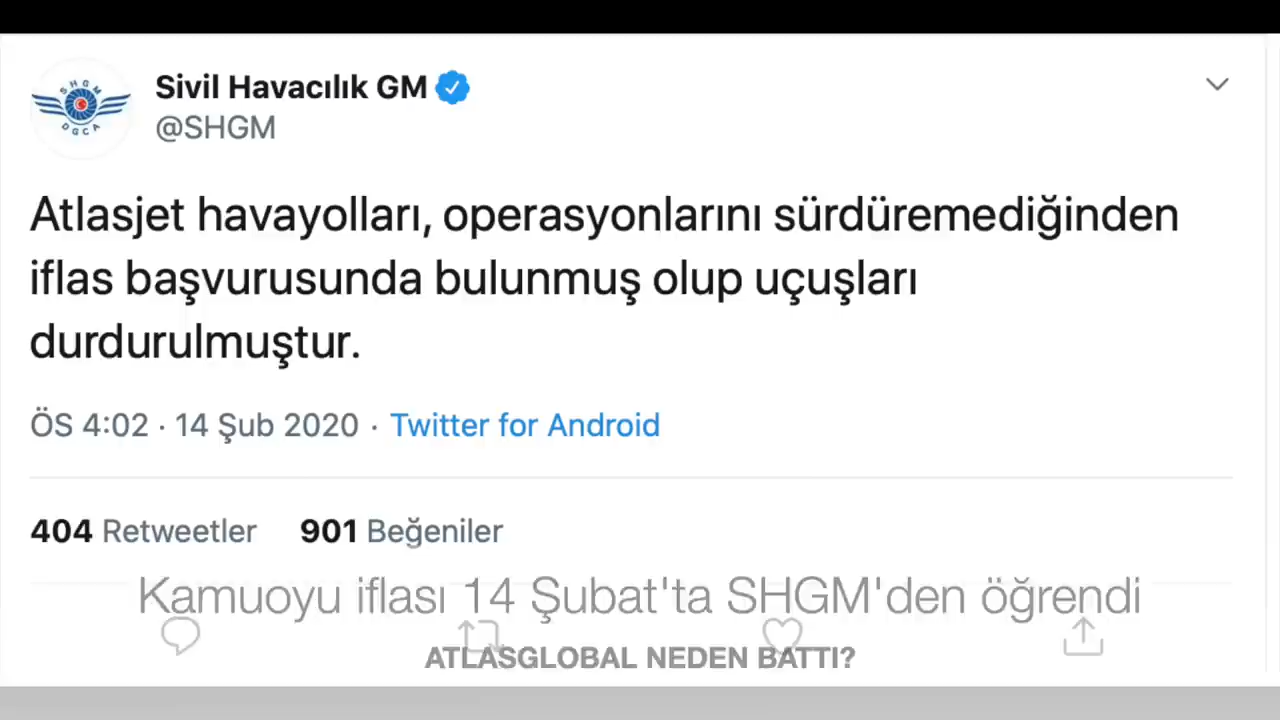 SHGM
DGCA
Sivil Havacılık GM
@SHGM
Atlasjet havayolları, operasyonlarını sürdüremediğinden
iflas başvurusunda bulunmuş olup uçuşları
durdurulmuştur.
ÖS 4:02 · 14 Şub 2020 · Twitter for Android
404 Retweetler 901 Beğeniler
Kamuoyu iflası 14 Şubat'ta SHGM'den öğrendi
ATLASGLOBAL NEDEN BATTI?